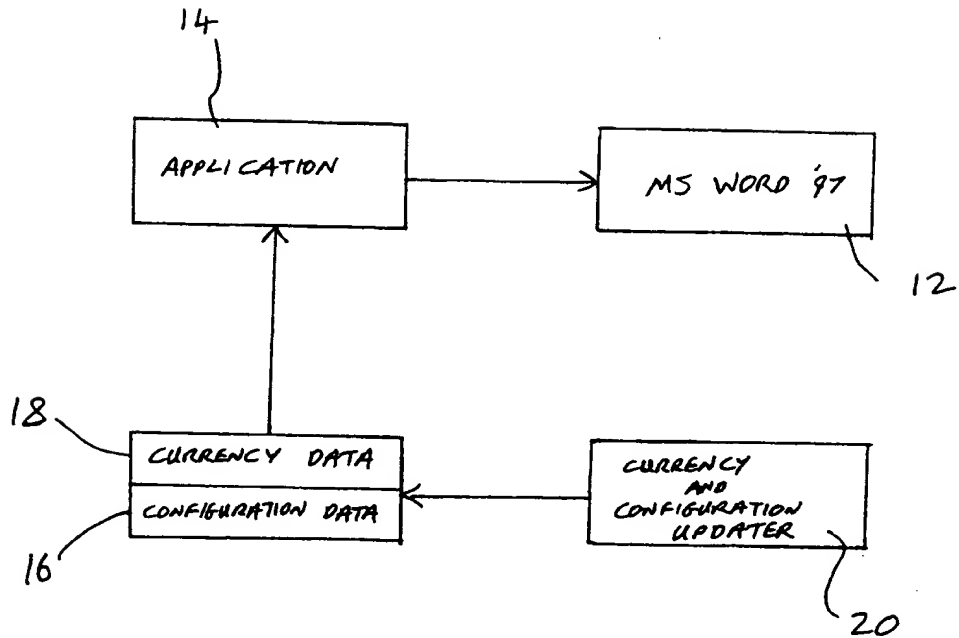 14
APPLICATION
MS WORD '97
12
18
CURRENCY DATA
CONFIGURATION DATA
16
CURRENCY
AND
CONFIGURATION
UPDATER
20